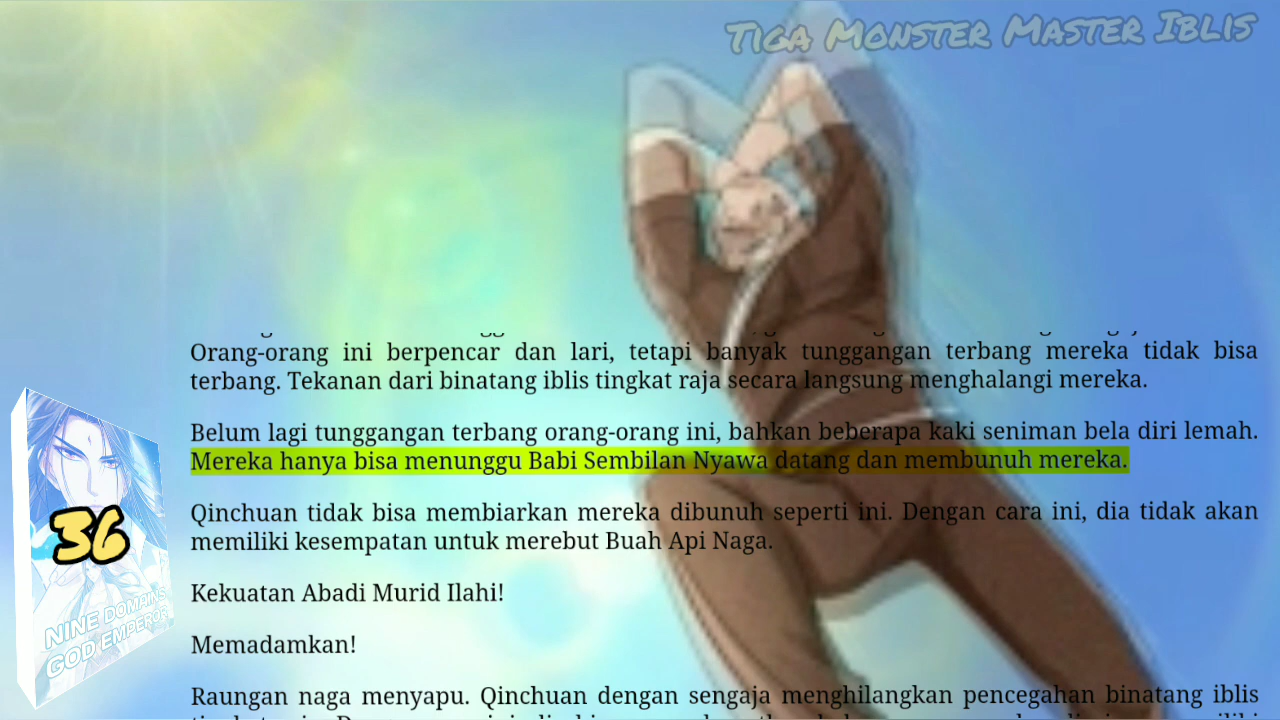 Tiga Monster Master Iblis
Orang-orang ini berpencar dan lari, tetapi banyak tunggangan terbang mereka tidak bisa
terbang. Tekanan dari binatang iblis tingkat raja secara langsung menghalangi mereka.
Belum lagi tunggangan terbang orang-orang ini, bahkan beberapa kaki seniman bela diri lemah.
Mereka hanya bisa menunggu Babi Sembilan Nyawa datang dan membunuh mereka.
Qinchuan tidak bisa membiarkan mereka dibunuh seperti ini. Dengan cara ini, dia tidak akan
memiliki kesempatan untuk merebut Buah Api Naga.
Kekuatan Abadi Murid Ilahi!
Memadamkan!
Raungan naga menyapu. Qinchuan dengan sengaja menghilangkan pencegahan binatang iblis
36
NINE DOMAINS
GOD EMPEROR